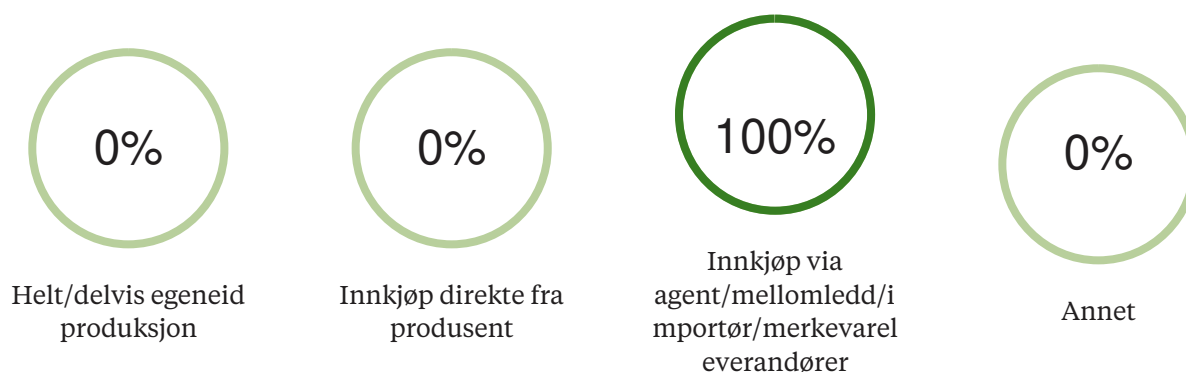 0%
Helt/delvis egeneid
produksjon
0%
Innkjøp direkte fra
produsent
100%
Innkjøp via
agent/mellomledd/i
mportør/merkevarel
everandører
0%
Annet